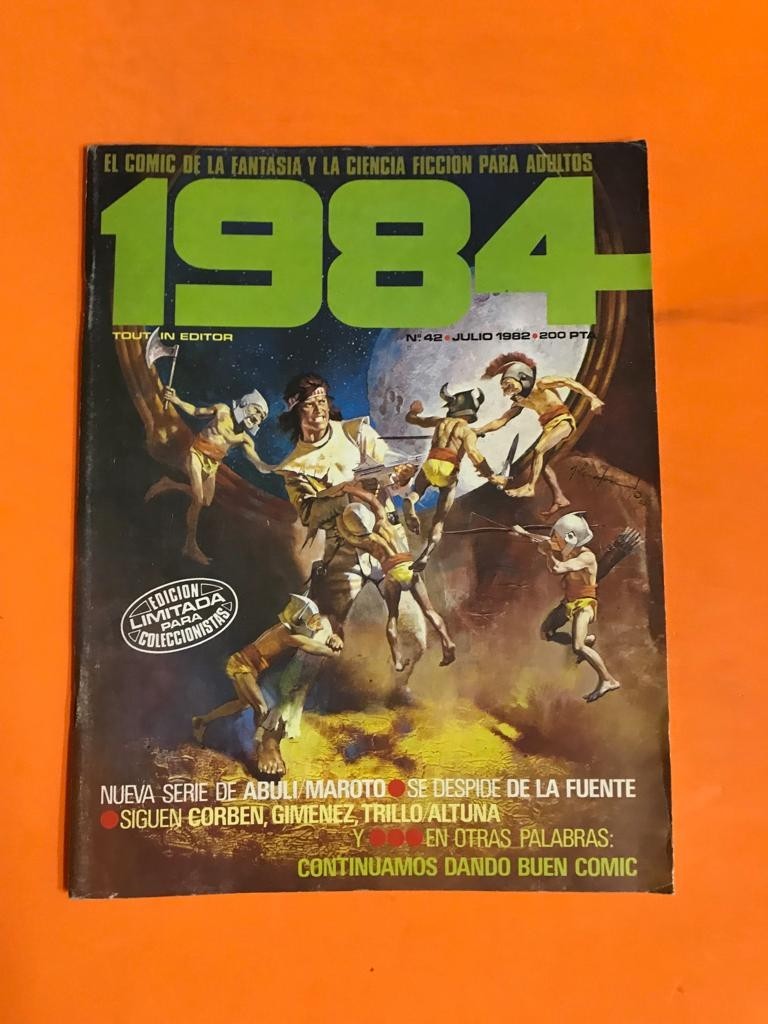 EL COMIC DE LA FANTASIA Y LA CIENCIA FICCION PARA ADULTOS
1984
TOUTAIN EDITOR
Nº 42 • JULIO 1982 • 200 PTA
EDICION
LIMITADA
PARA
COLECCIONISTAS
NUEVA SERIE DE ABULI/MAROTO ● SE DESPIDE DE LA FUENTE
● SIGUEN CORBEN, GIMENEZ, TRILLO/ALTUNA
Y ●●● EN OTRAS PALABRAS:
CONTINUAMOS DANDO BUEN COMIC